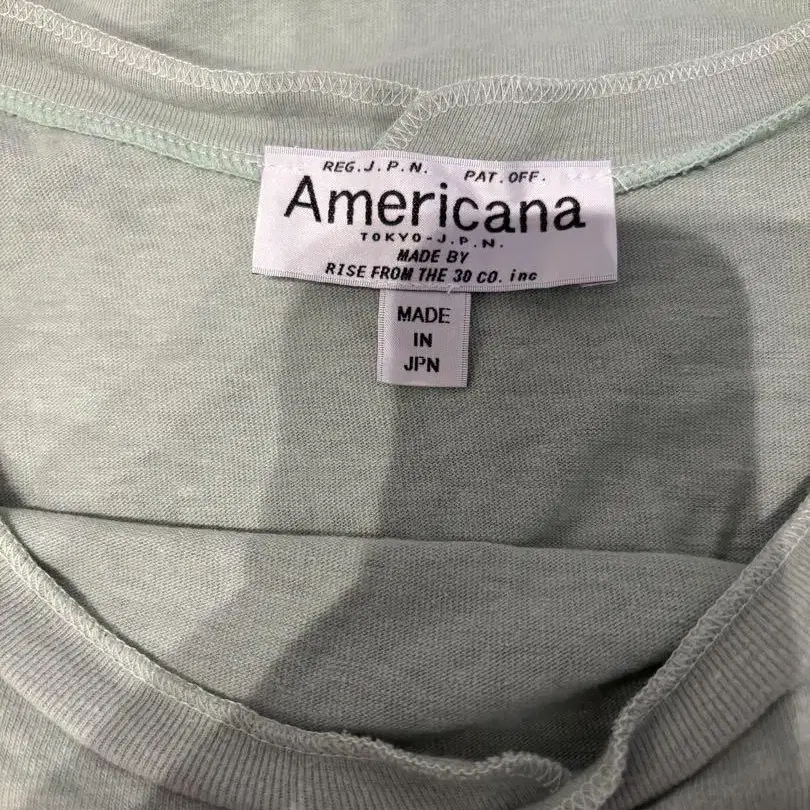 REG.J.P.N. PAT.OFF.
Americana
TOKYO-J.P.N.
MADE BY
RISE FROM THE 30 CO. inc
MADE
IN
JPN